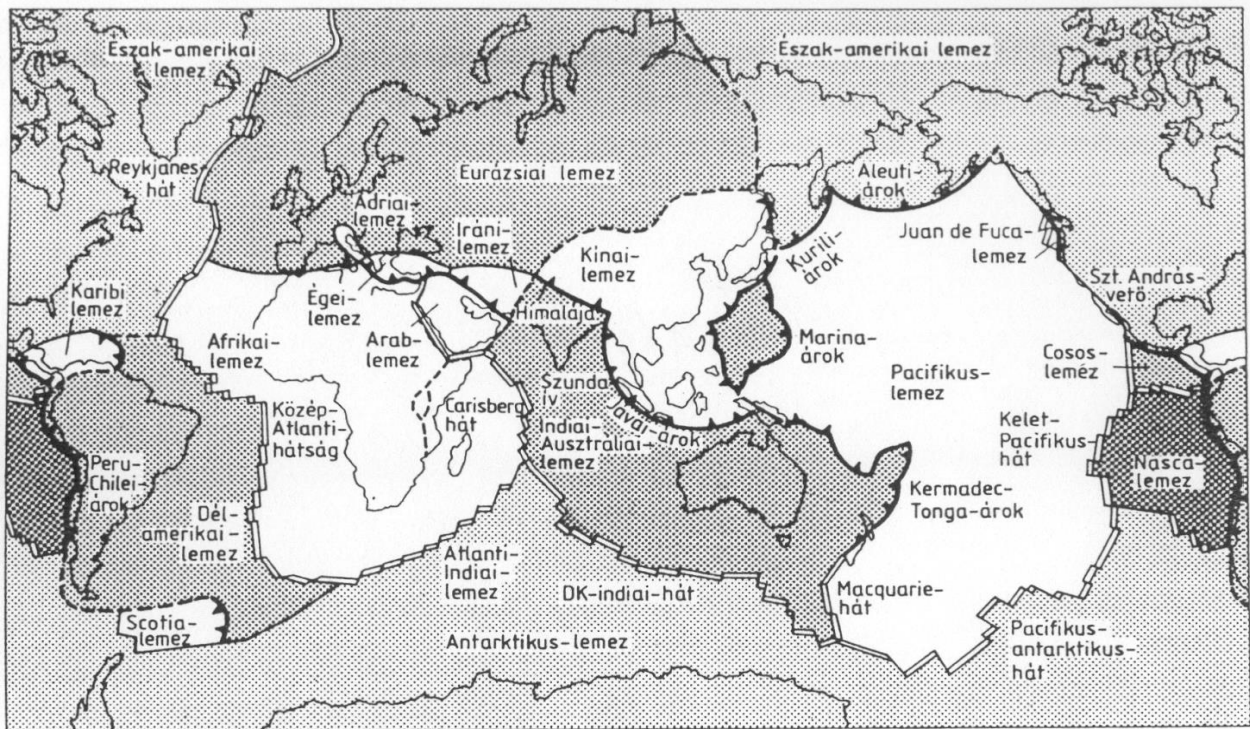 Észak-amerikai
lemez
Észak-amerikai lemez
Reykjanes-
hát
Eurázsiai lemez
Aleuti-
árok
Adriai-
lemez
Iráni-
lemez
Kínai-
lemez
Kurili-
árok
Juan de Fuca-
lemez
Karibi
lemez
Égei-
lemez
Himalája
Szt. András-
vető
Afrikai-
lemez
Arab-
lemez
Marina-
árok
Cosos-
leméz
Pacifikus-
lemez
Szunda
Ív
Jávai-árok
Közép-
Atlanti-
hátság
Carlsberg-
hát
Indiai-
Ausztráliai-
lemez
Kelet-
Pacifikus-
hát
Peru-
Chilei-
árok
Nasca-
lemez
Kermadec-
Tonga-árok
Dél-
amerikai-
lemez
Atlanti-
Indiai-
lemez
DK-indiai-hát
Macquarie-
hát
Scotia-
lemez
Antarktikus-lemez
Pacifikus-
antarktikus-
hát